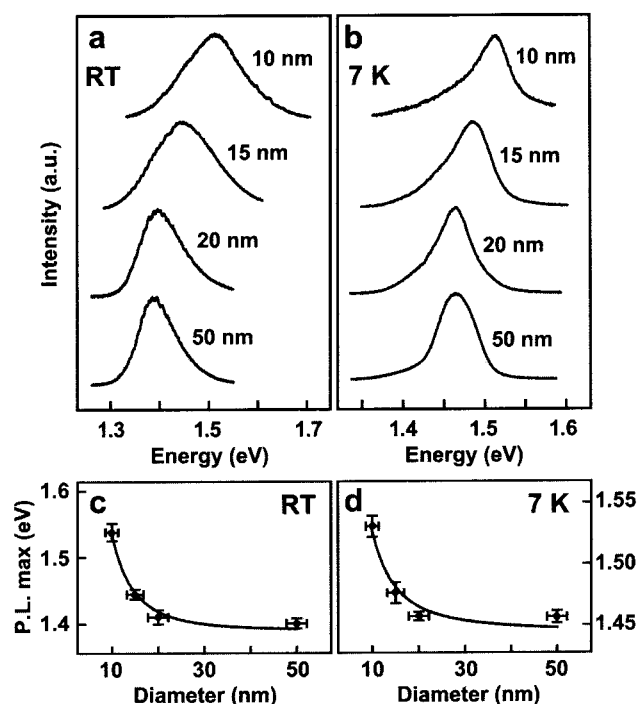 a
RT
10 nm
15 nm
20 nm
50 nm
Intensity (a.u.)
1.3 1.5 1.7
Energy (eV)
b
7 K
10 nm
15 nm
20 nm
50 nm
1.4 1.5 1.6
Energy (eV)
c RT
P.L. max (eV)
1.6
1.5
1.4
10 30 50
Diameter (nm)
d 7 K
1.55
1.50
1.45
10 30 50
Diameter (nm)